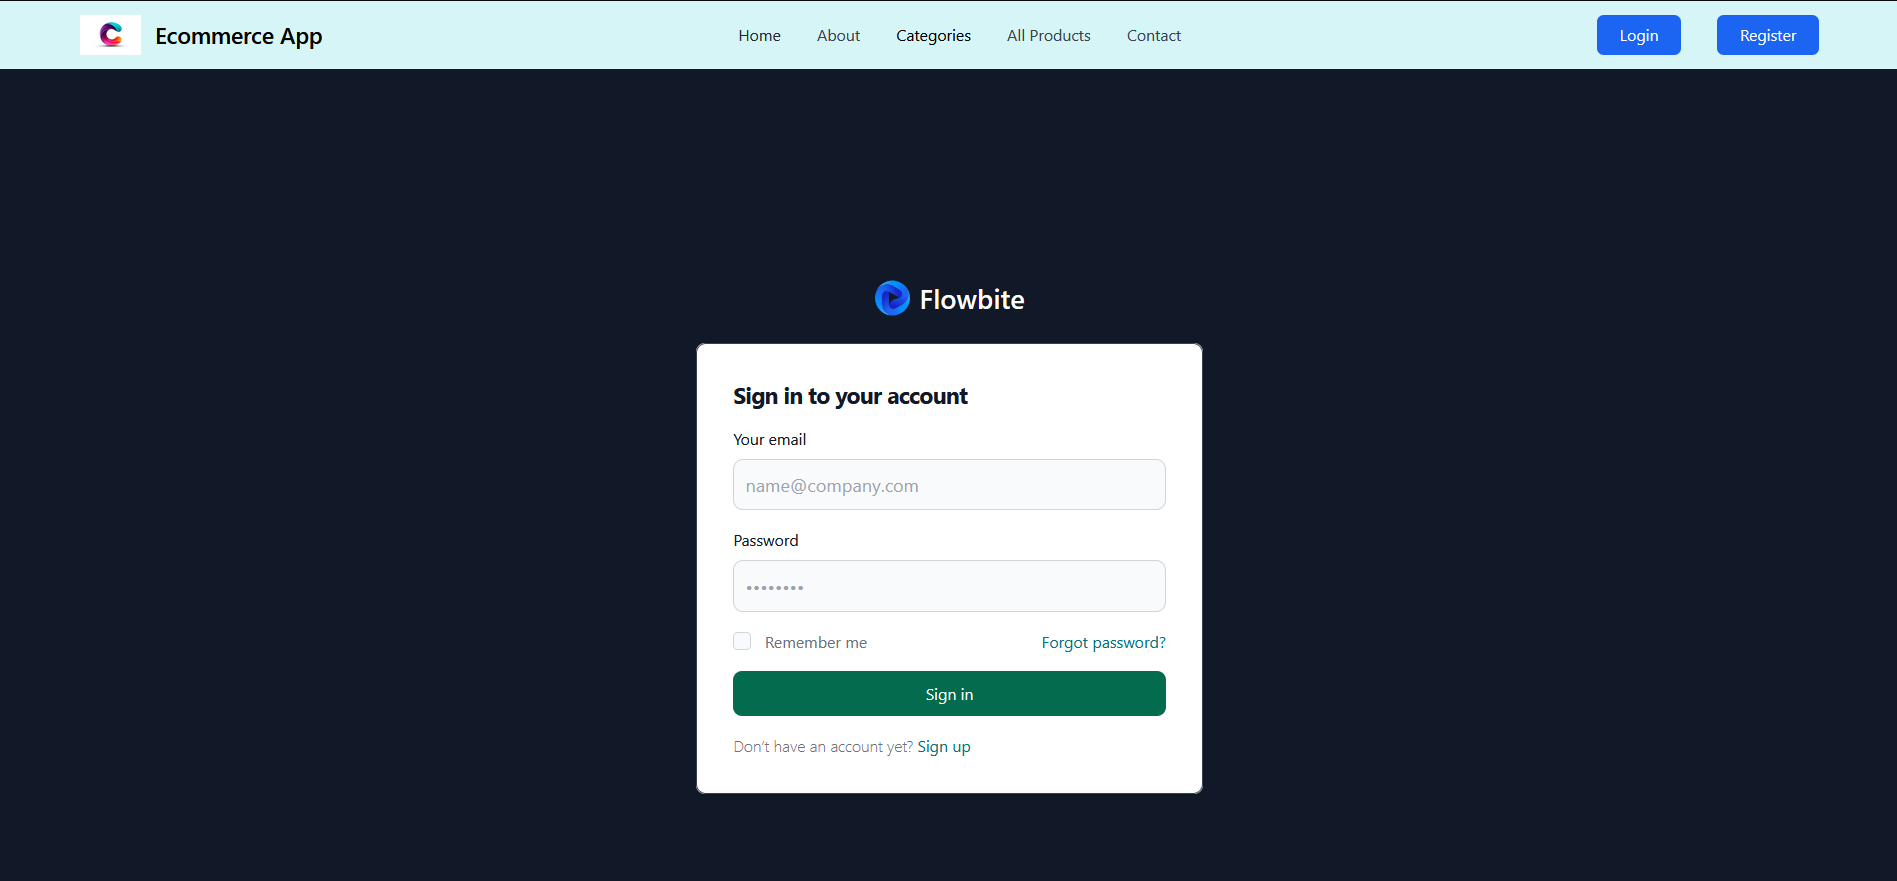 Ecommerce App Home About Categories All Products Contact Login Register
Flowbite
Sign in to your account
Your email
name@company.com
Password
••••••••
Remember me Forgot password?
Sign in
Don’t have an account yet? Sign up